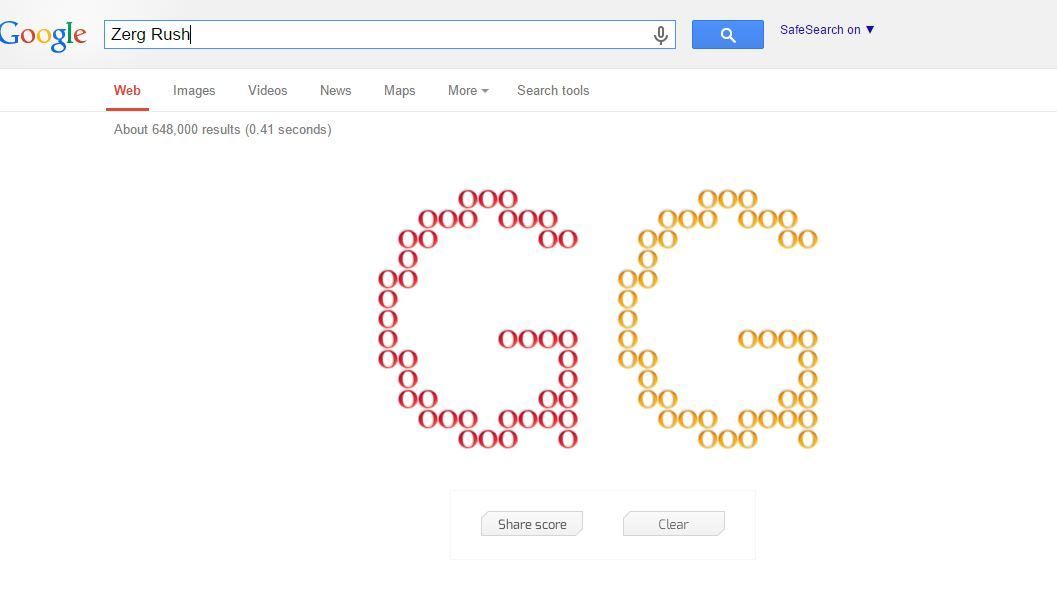 Google Zerg Rush SafeSearch on ▼
Web Images Videos News Maps More Search tools
About 648,000 results (0.41 seconds)
GG
Share score Clear